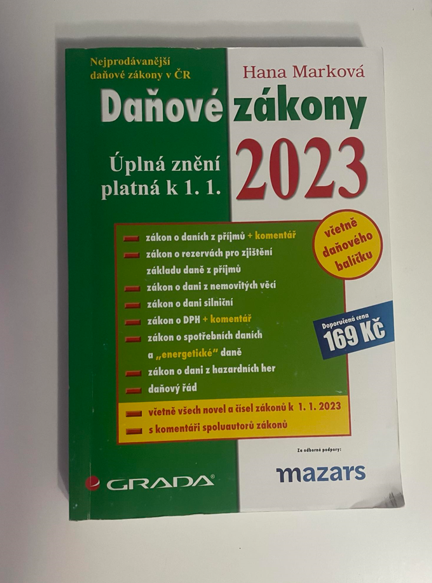 Nejprodávanější
daňové zákony v ČR
Hana Marková
Daňové zákony
Úplná znění
platná k 1. 1.
2023
zákon o daních z příjmů + komentář
zákon o rezervách pro zjištění
základu daně z příjmů
zákon o dani z nemovitých věcí
zákon o dani silniční
zákon o DPH + komentář
zákon o spotřebních daních
a „energetické" daně
zákon o dani z hazardních her
daňový řád
včetně všech novel a čísel zákonů k 1. 1. 2023
s komentáři spoluautorů zákonů
včetně
daňového
balíčku
Doporučená cena
169 Kč
Za odborné podpory:
mazars
GRADA